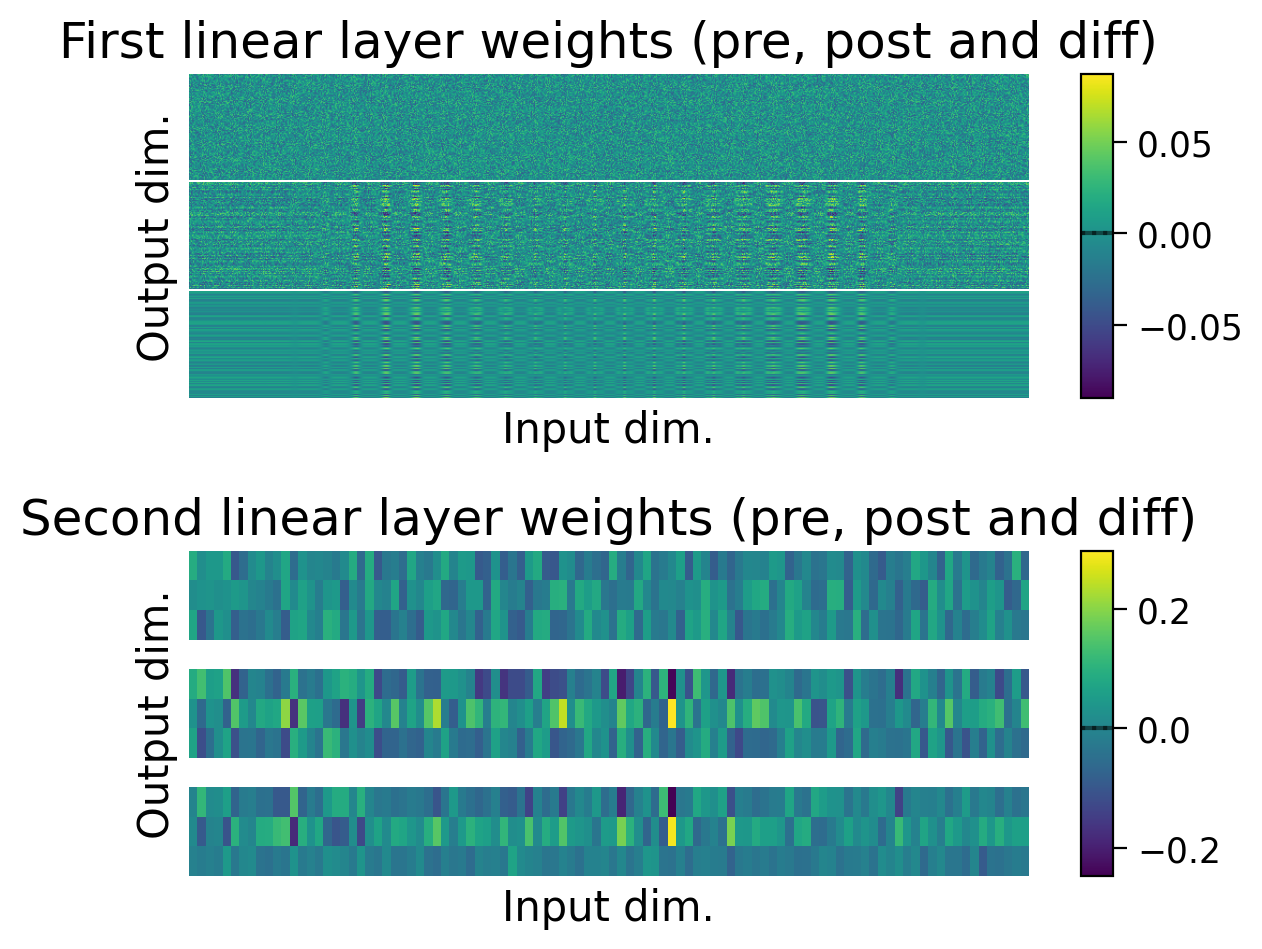 First linear layer weights (pre, post and diff)
Output dim.
0.05
0.00
−0.05
Input dim.
Second linear layer weights (pre, post and diff)
Output dim.
0.2
0.0
−0.2
Input dim.